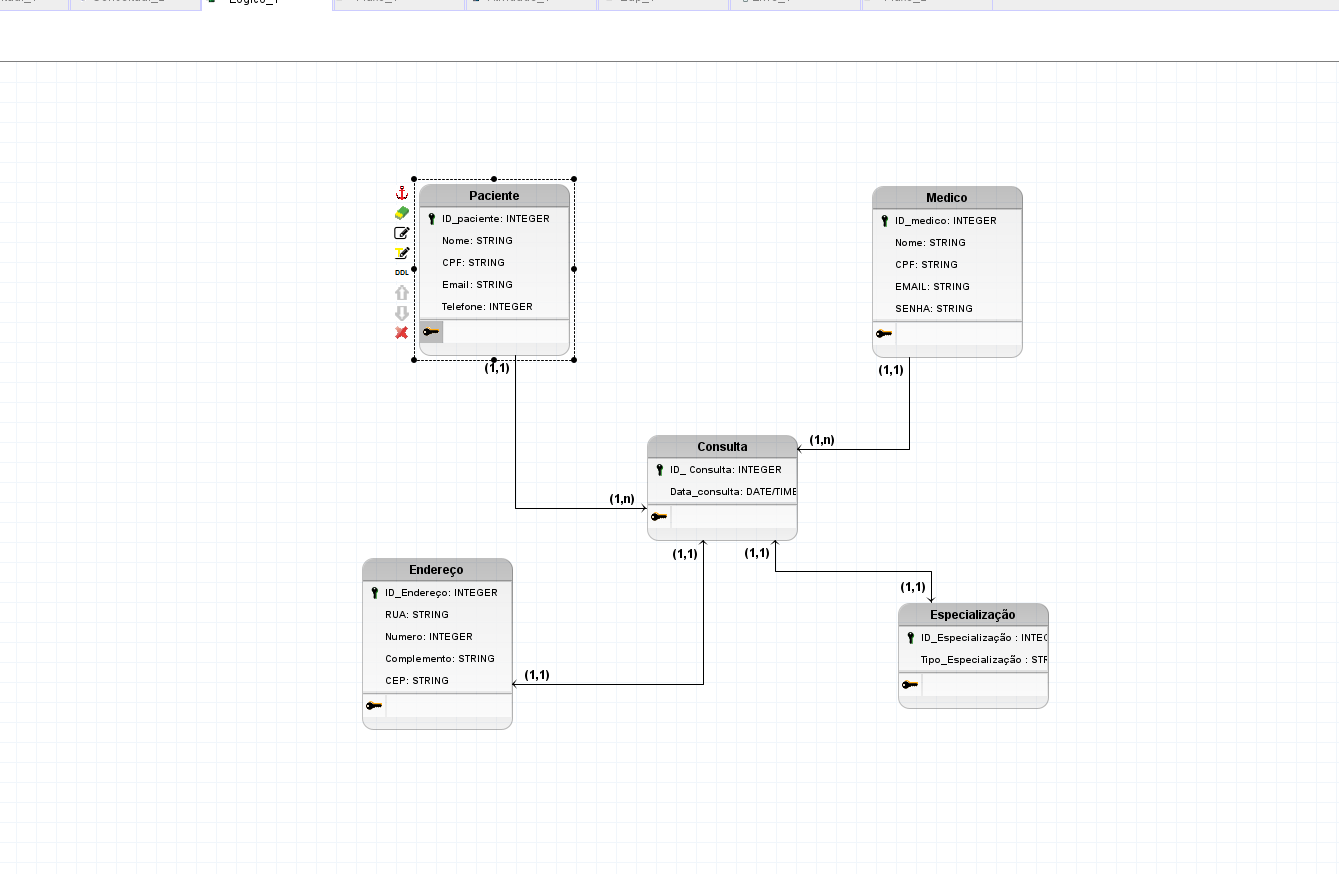 Paciente
ID_paciente: INTEGER
Nome: STRING
CPF: STRING
Email: STRING
Telefone: INTEGER
DDL
(1,1)
Medico
ID_medico: INTEGER
Nome: STRING
CPF: STRING
EMAIL: STRING
SENHA: STRING
(1,1)
(1,n)
Consulta
ID_ Consulta: INTEGER
Data_consulta: DATE/TIME
(1,n)
(1,1)
(1,1)
Endereço
ID_Endereço: INTEGER
RUA: STRING
Numero: INTEGER
Complemento: STRING
CEP: STRING
(1,1)
(1,1)
Especialização
ID_Especialização : INTEG
Tipo_Especialização : STR